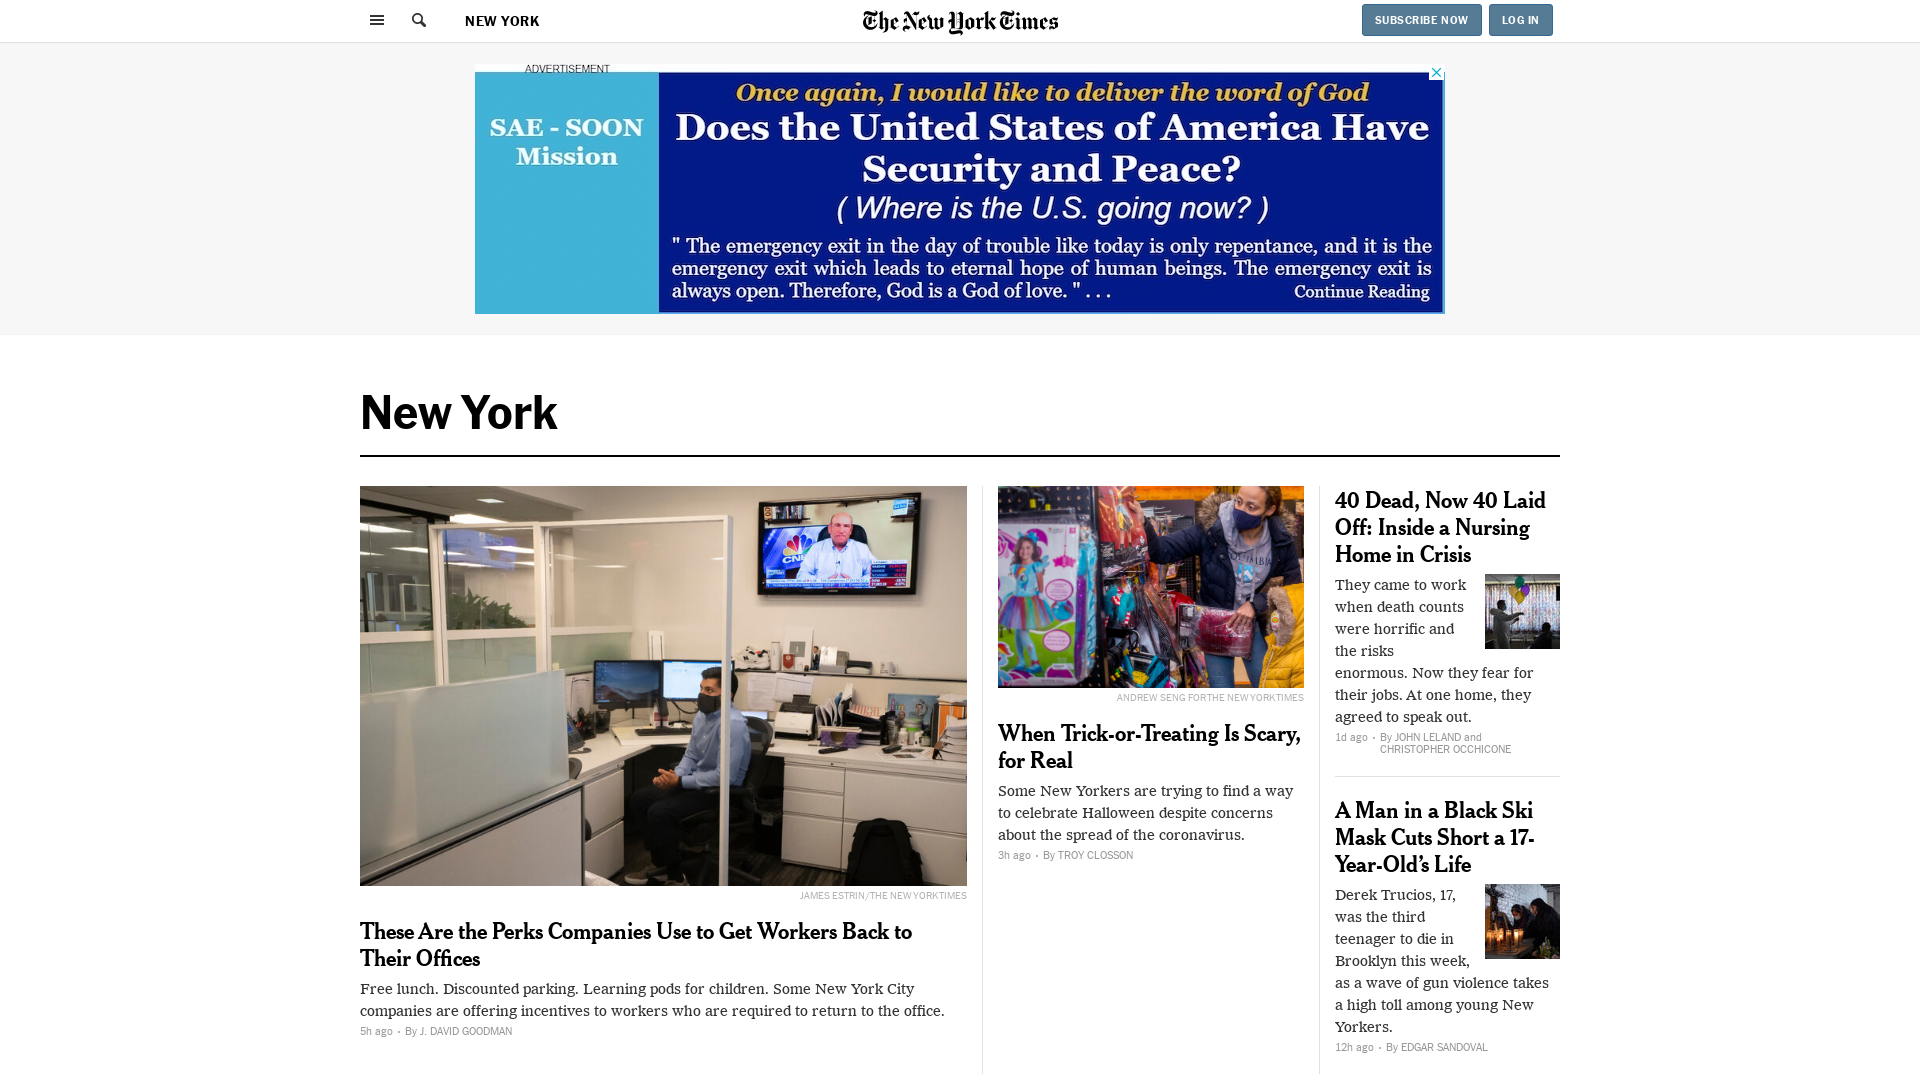 NEW YORK
The New York Times
SUBSCRIBE NOW
LOG IN
ADVERTISEMENT
SAE - SOON
Mission
Once again, I would like to deliver the word of God
Does the United States of America Have
Security and Peace?
( Where is the U.S. going now? )
" The emergency exit in the day of trouble like today is only repentance, and it is the
emergency exit which leads to eternal hope of human beings. The emergency exit is
always open. Therefore, God is a God of love. " . . .
Continue Reading
New York
JAMES ESTRIN/THE NEW YORK TIMES
These Are the Perks Companies Use to Get Workers Back to
Their Offices
Free lunch. Discounted parking. Learning pods for children. Some New York City
companies are offering incentives to workers who are required to return to the office.
5h ago • By J. DAVID GOODMAN
ANDREW SENG FORTHE NEW YORK TIMES
When Trick-or-Treating Is Scary,
for Real
Some New Yorkers are trying to find a way
to celebrate Halloween despite concerns
about the spread of the coronavirus.
3h ago • By TROY CLOSSON
40 Dead, Now 40 Laid
Off: Inside a Nursing
Home in Crisis
They came to work
when death counts
were horrific and
the risks
enormous. Now they fear for
their jobs. At one home, they
agreed to speak out.
1d ago • By JOHN LELAND and
CHRISTOPHER OCCHICONE
A Man in a Black Ski
Mask Cuts Short a 17-
Year-Old's Life
Derek Trucios, 17,
was the third
teenager to die in
Brooklyn this week,
as a wave of gun violence takes
a high toll among young New
Yorkers.
12h ago • By EDGAR SANDOVAL